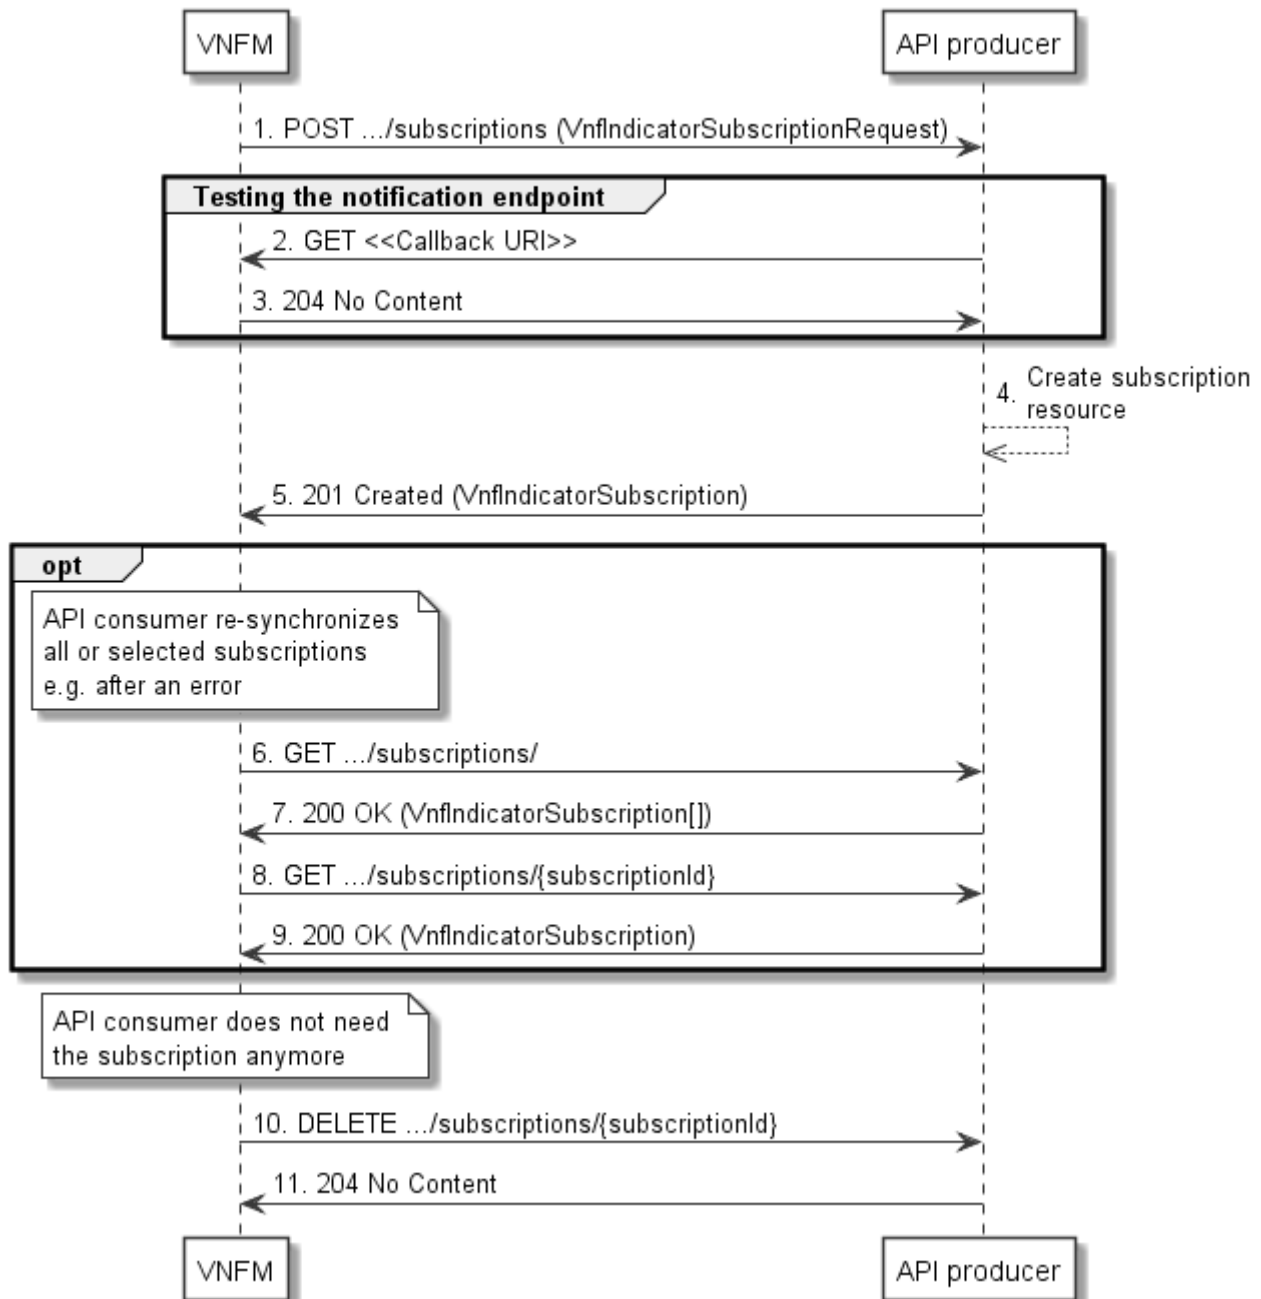 VNFM
API producer
1. POST .../subscriptions (VnfIndicatorSubscriptionRequest)
Testing the notification endpoint
2. GET <<Callback URI>>
3. 204 No Content
4. Create subscription
resource
5. 201 Created (VnfIndicatorSubscription)
opt
API consumer re-synchronizes
all or selected subscriptions
e.g. after an error
6. GET .../subscriptions/
7. 200 OK (VnfIndicatorSubscription[])
8. GET .../subscriptions/{subscriptionId}
9. 200 OK (VnfIndicatorSubscription)
API consumer does not need
the subscription anymore
10. DELETE .../subscriptions/{subscriptionId}
11. 204 No Content
VNFM
API producer